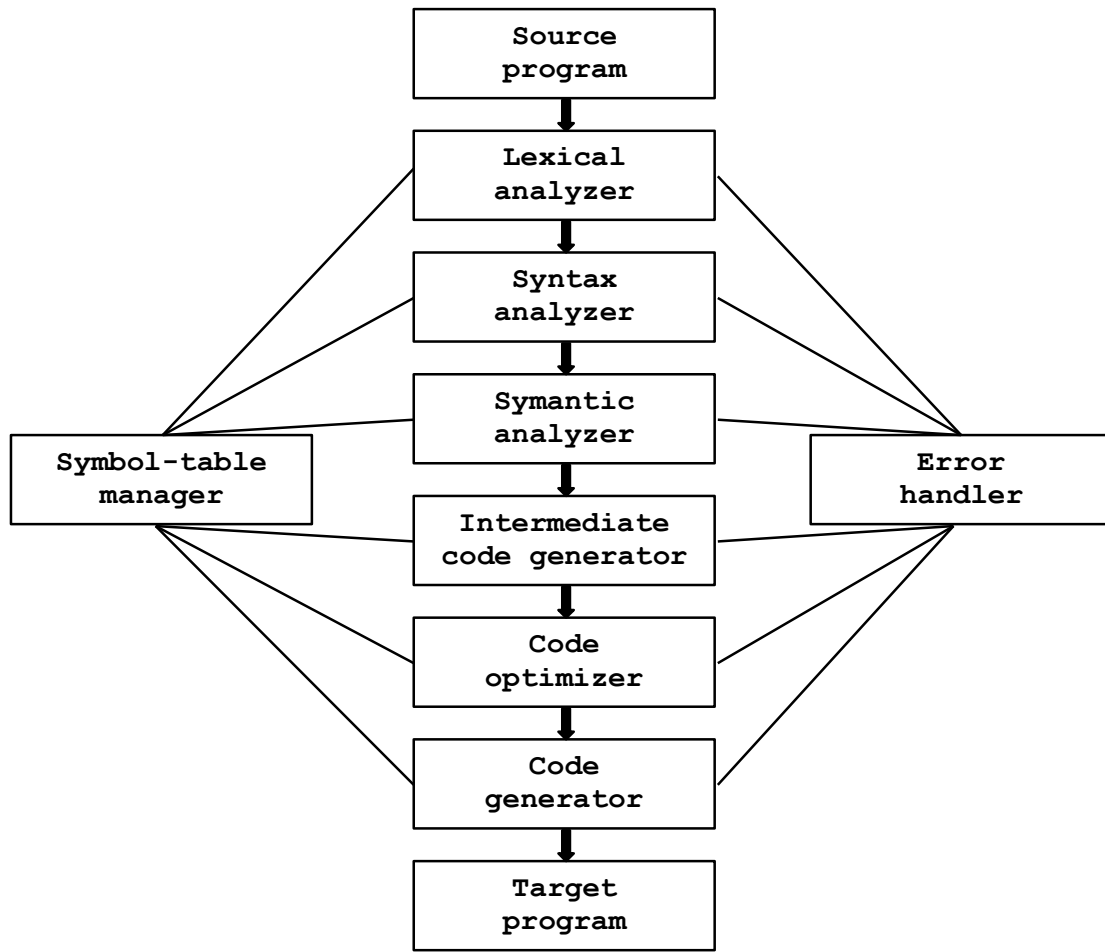 Source
program
Lexical
analyzer
Syntax
analyzer
Symantic
analyzer
Symbol-table
manager
Error
handler
Intermediate
code generator
Code
optimizer
Code
generator
Target
program